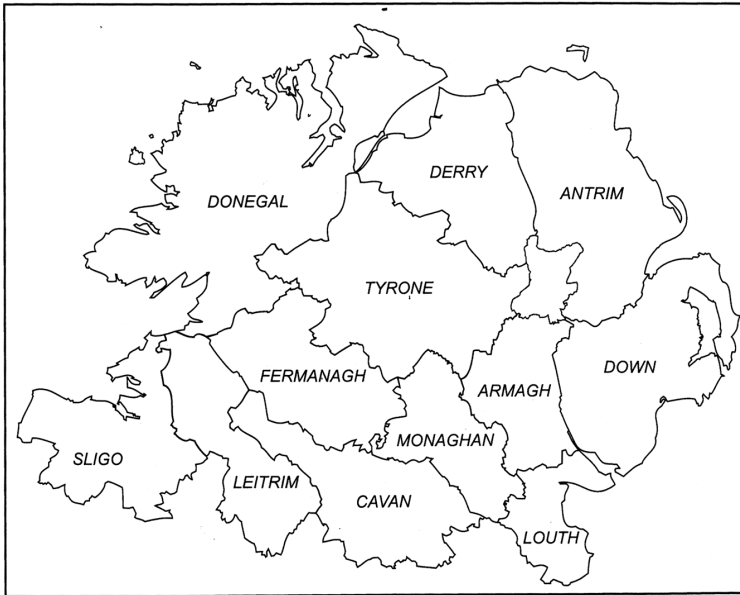 DERRY
ANTRIM
DONEGAL
TYRONE
DOWN
FERMANAGH
ARMAGH
MONAGHAN
SLIGO
LEITRIM
CAVAN
LOUTH